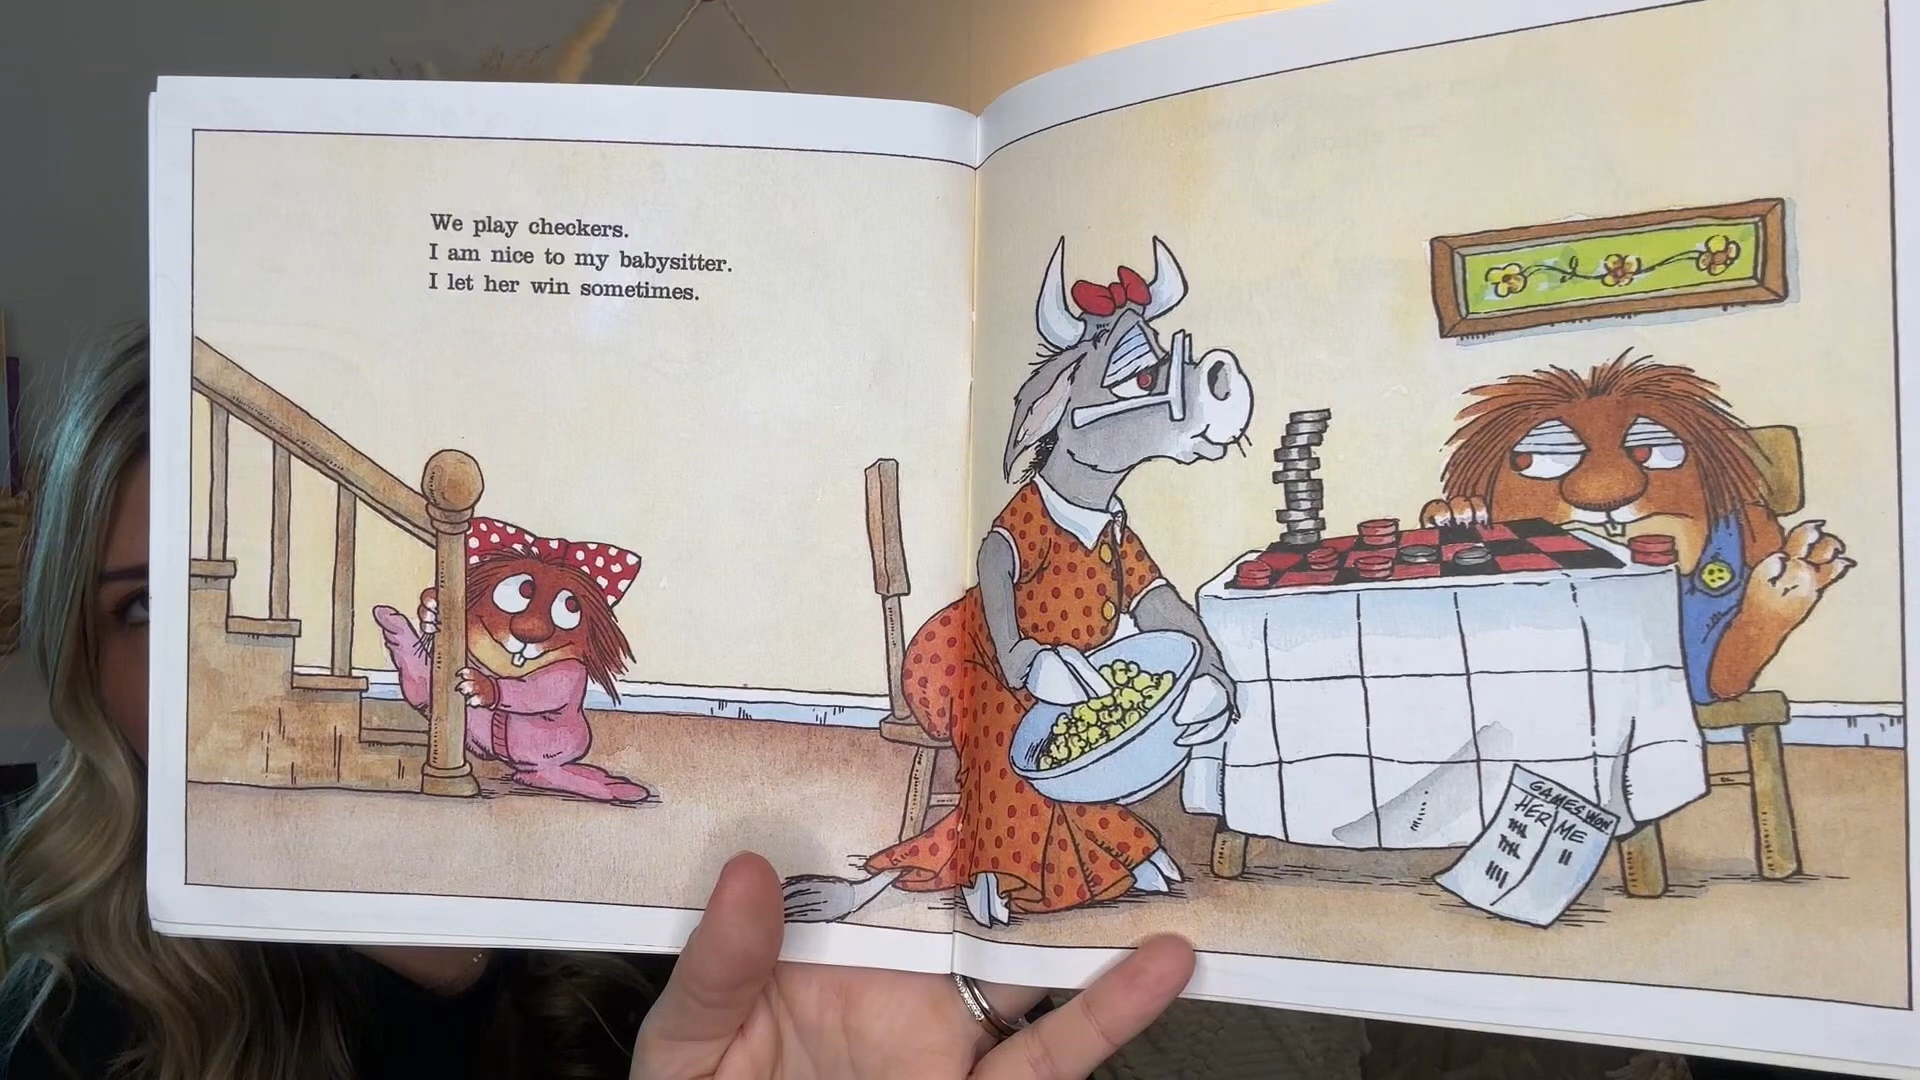 We play checkers.
I am nice to my babysitter.
I let her win sometimes.
GAMES WON
HER ME